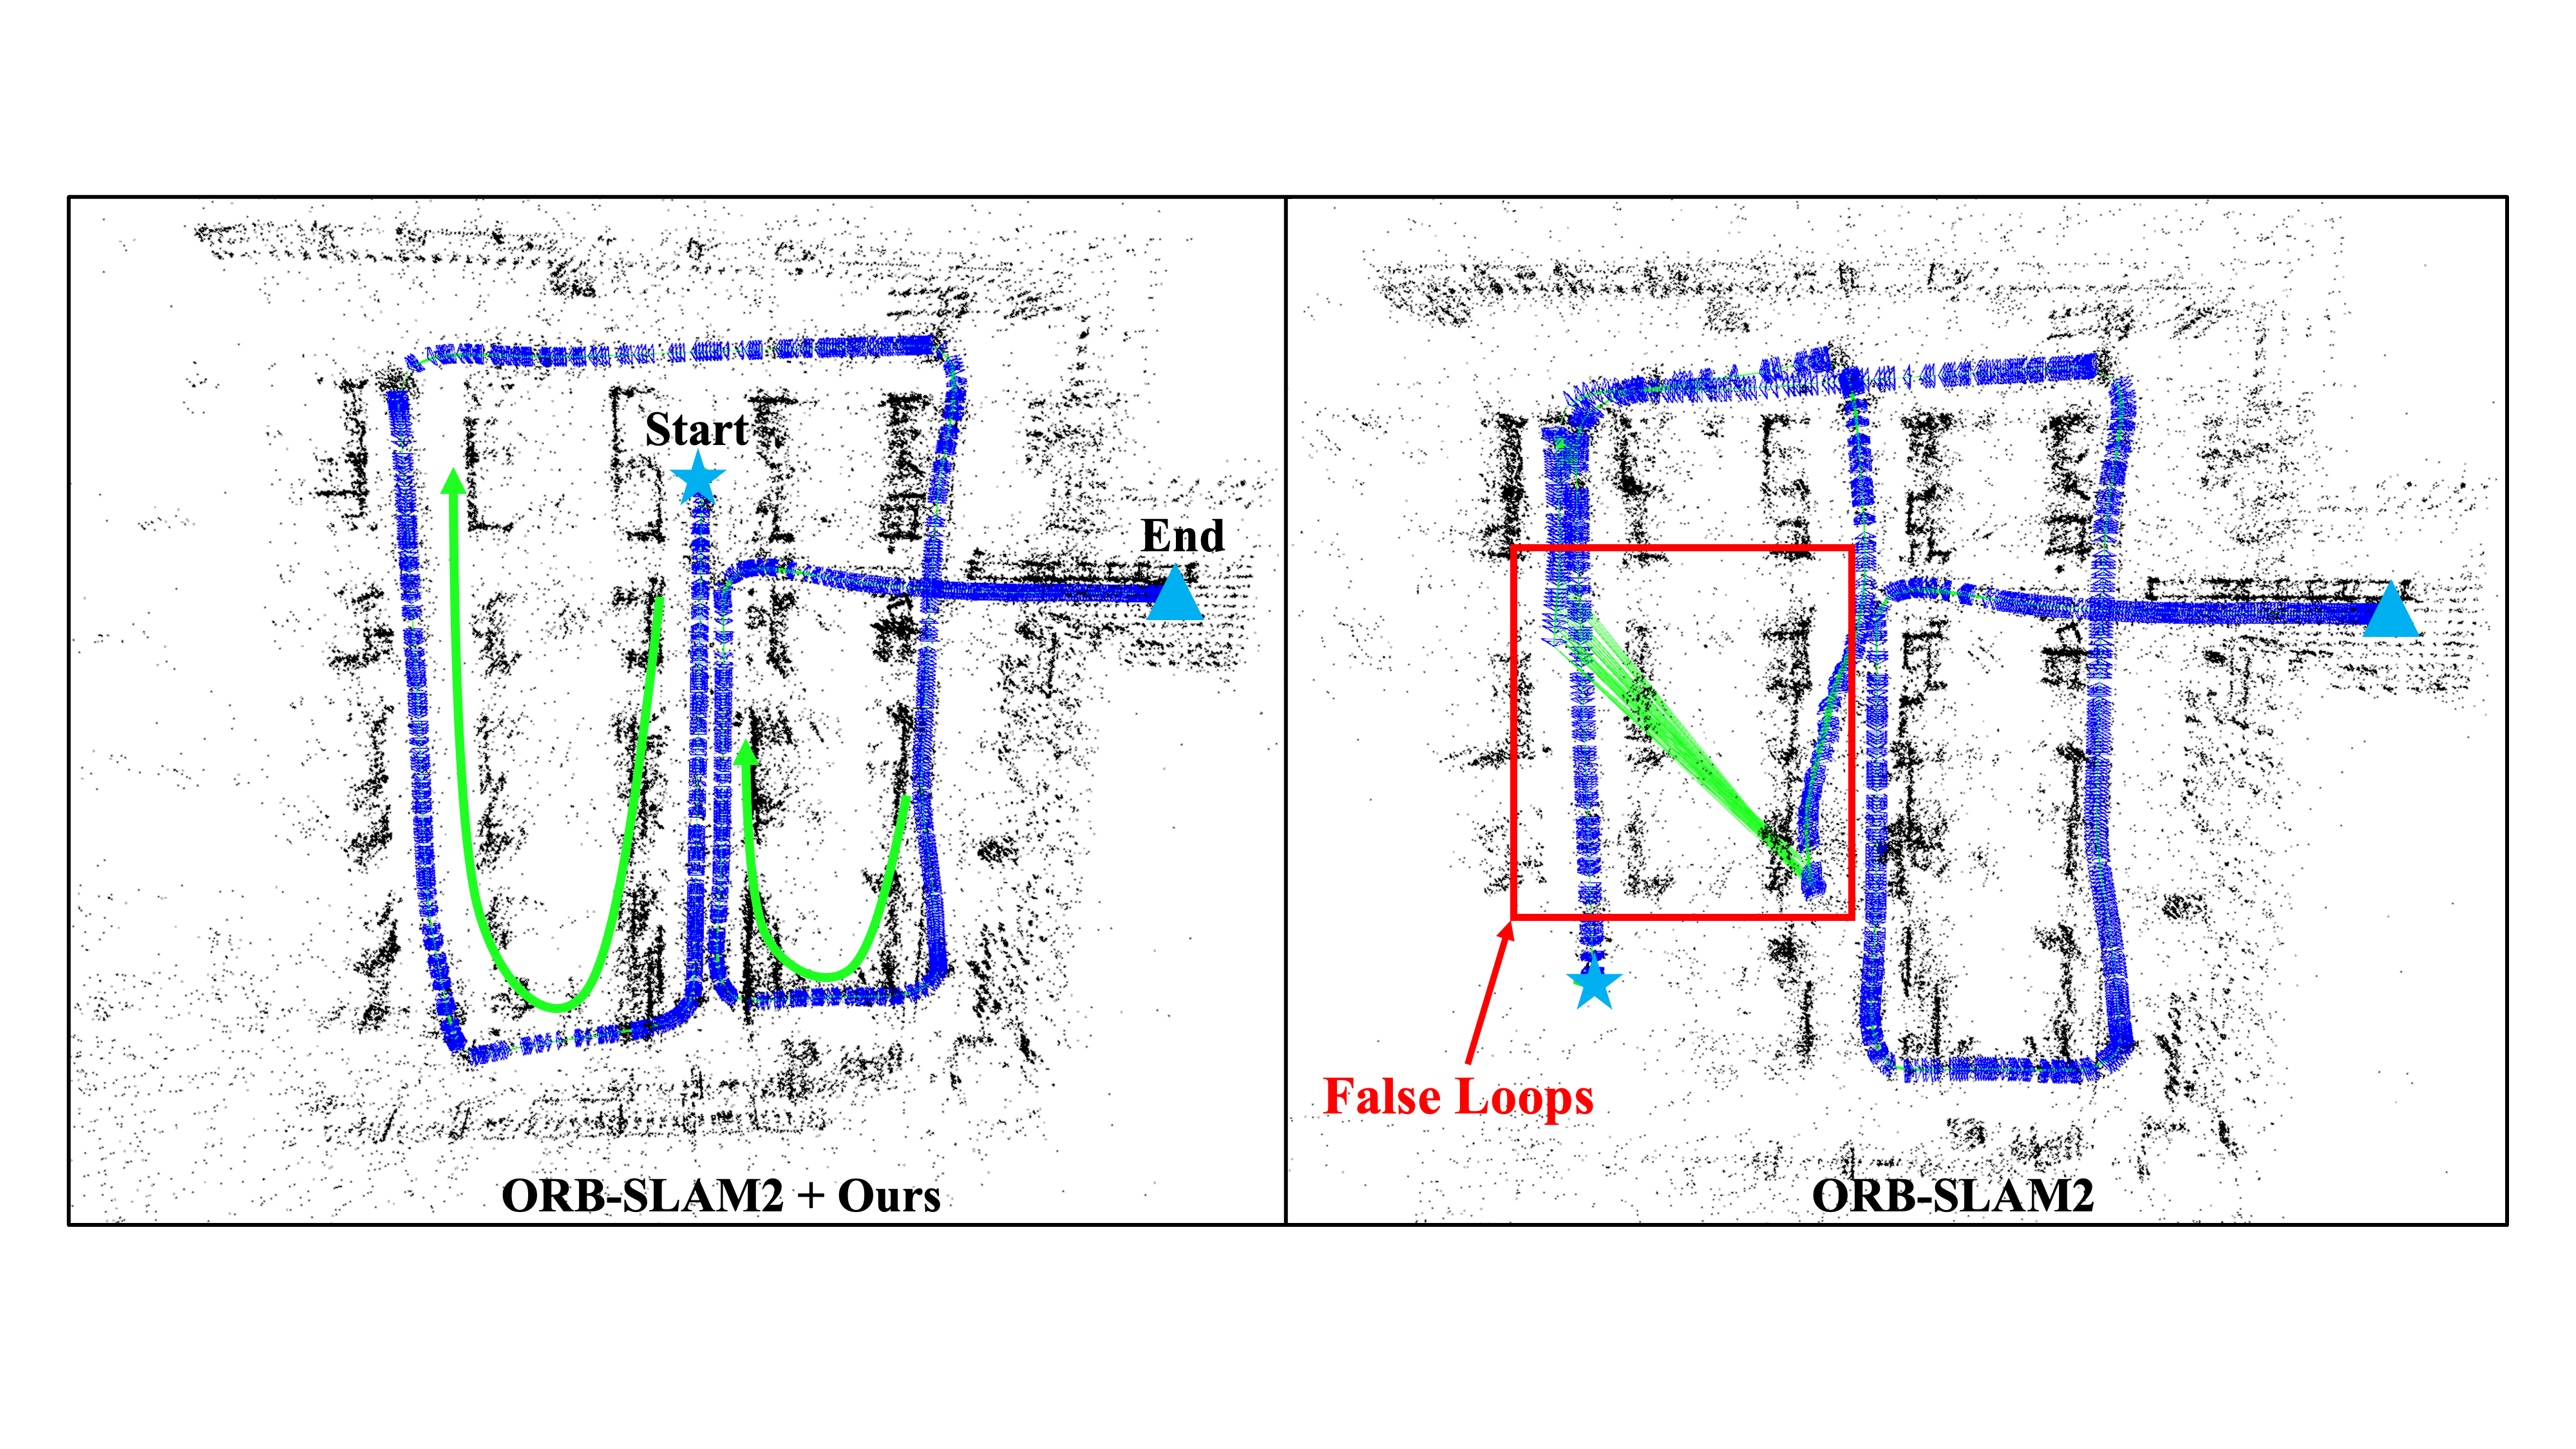 Start
End
ORB-SLAM2 + Ours
False Loops
ORB-SLAM2